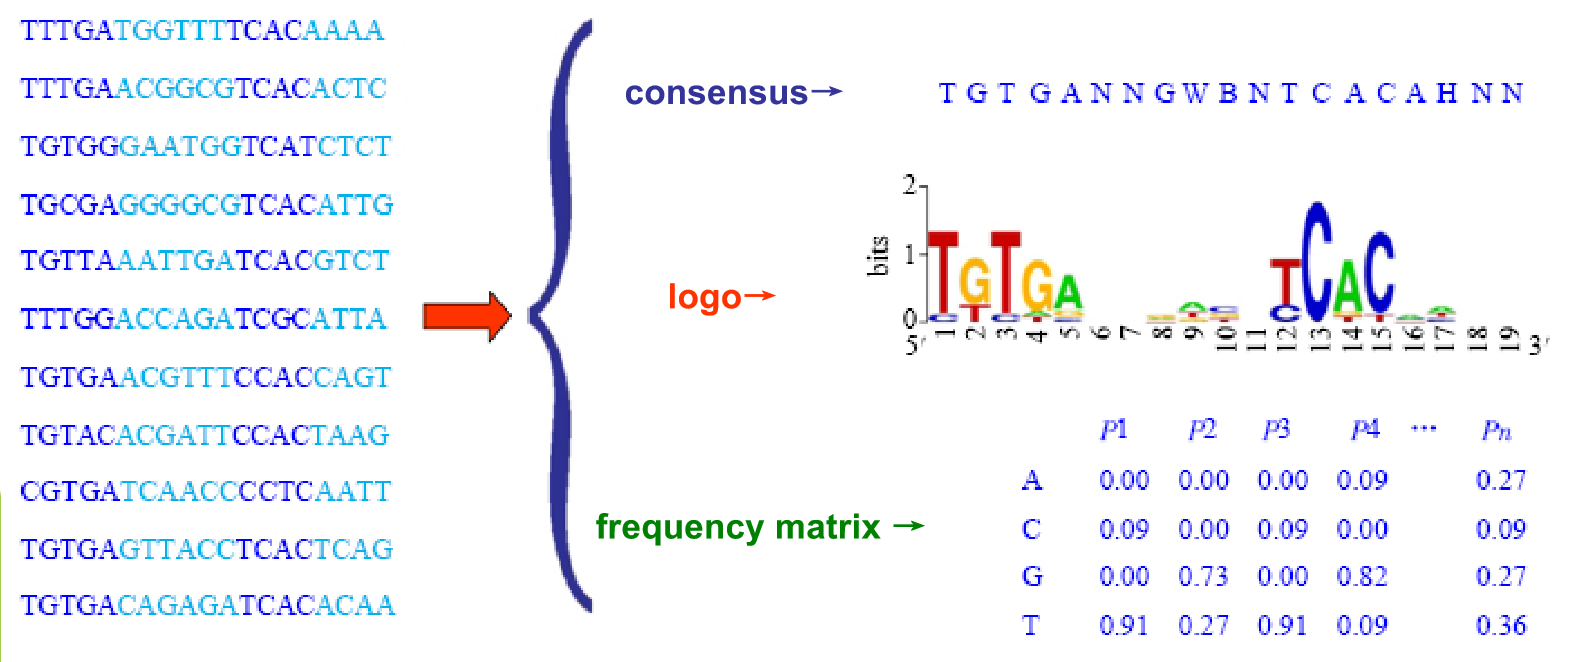 TTTGATGGTTTTTCACAAAA
TTTGAACGGCGTCACACTC
TGTGGGAATGGTCATCTCT
TGCGAGGGGCGTCACATTG
TGTTAAATTGATCACGTCT
TTTGGACCAGATCGCATTA
TGTGAACGTTTCCACCAGT
TGTACACGATTCCACTAAG
CGTGATCAACCCCTCAATT
TGTGAGTTACCTCACTCAG
TGTGACAGAGATCACACAA
consensus→
T G T G A N N G W B N T C A C A H N N
logo→
bits
2
1
0
TGTGA TCAC
5′ 1 2 3 4 5 6 7 8 9 10 11 12 13 14 15 16 17 18 19 3′
frequency matrix →
P1 P2 P3 P4 ··· Pn
A 0.00 0.00 0.00 0.09 0.27
C 0.09 0.00 0.09 0.00 0.09
G 0.00 0.73 0.00 0.82 0.27
T 0.91 0.27 0.91 0.09 0.36